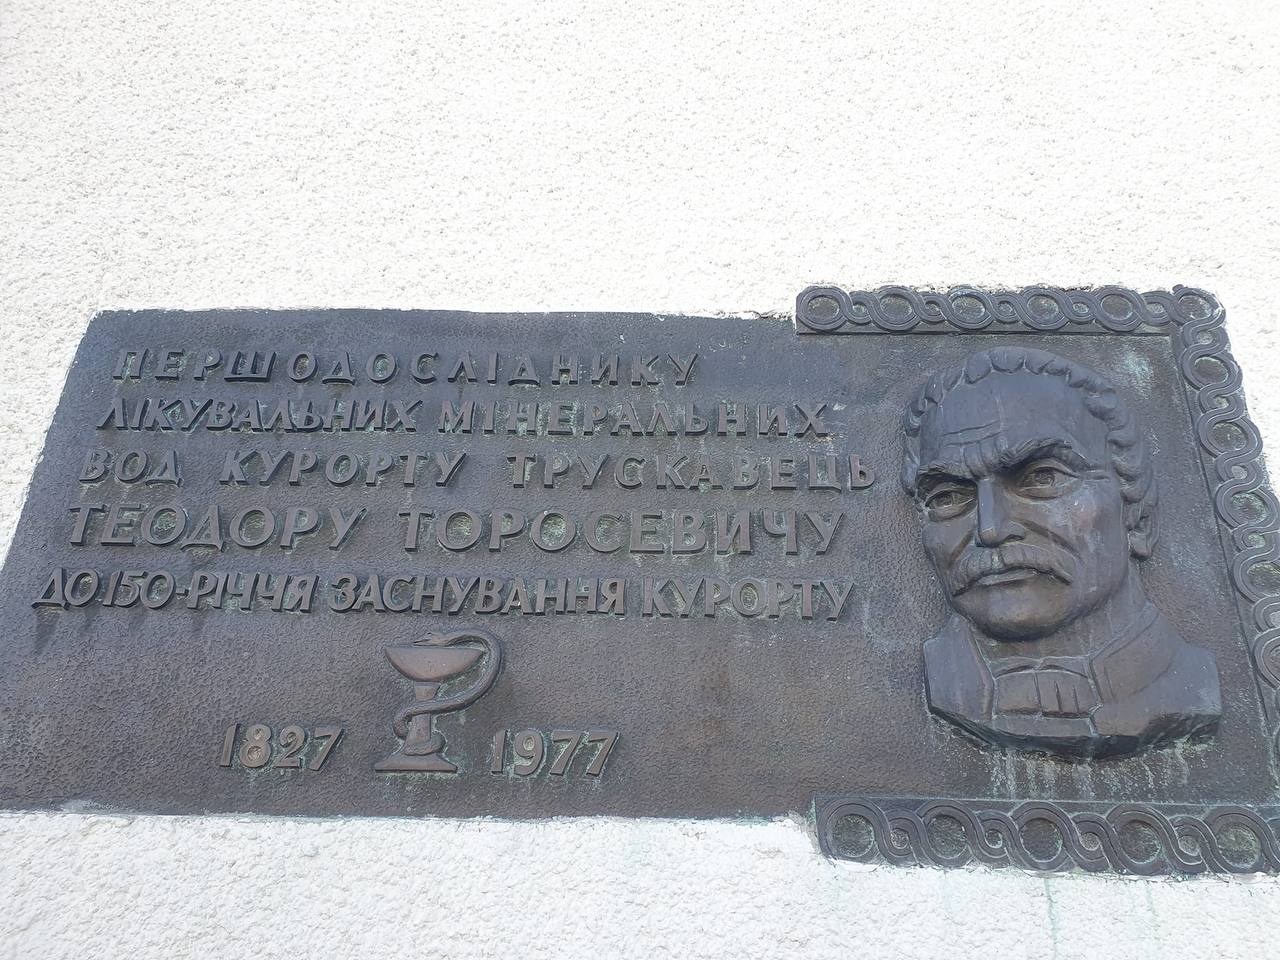 ПЕРШОДОСЛІДНИКУ
ЛІКУВАЛЬНИХ МІНЕРАЛЬНИХ
ВОД КУРОРТУ ТРУСКАВЕЦЬ
ТЕОДОРУ ТОРОСЕВИЧУ
ДО 150-РІЧЧЯ ЗАСНУВАННЯ КУРОРТУ
1827 1977